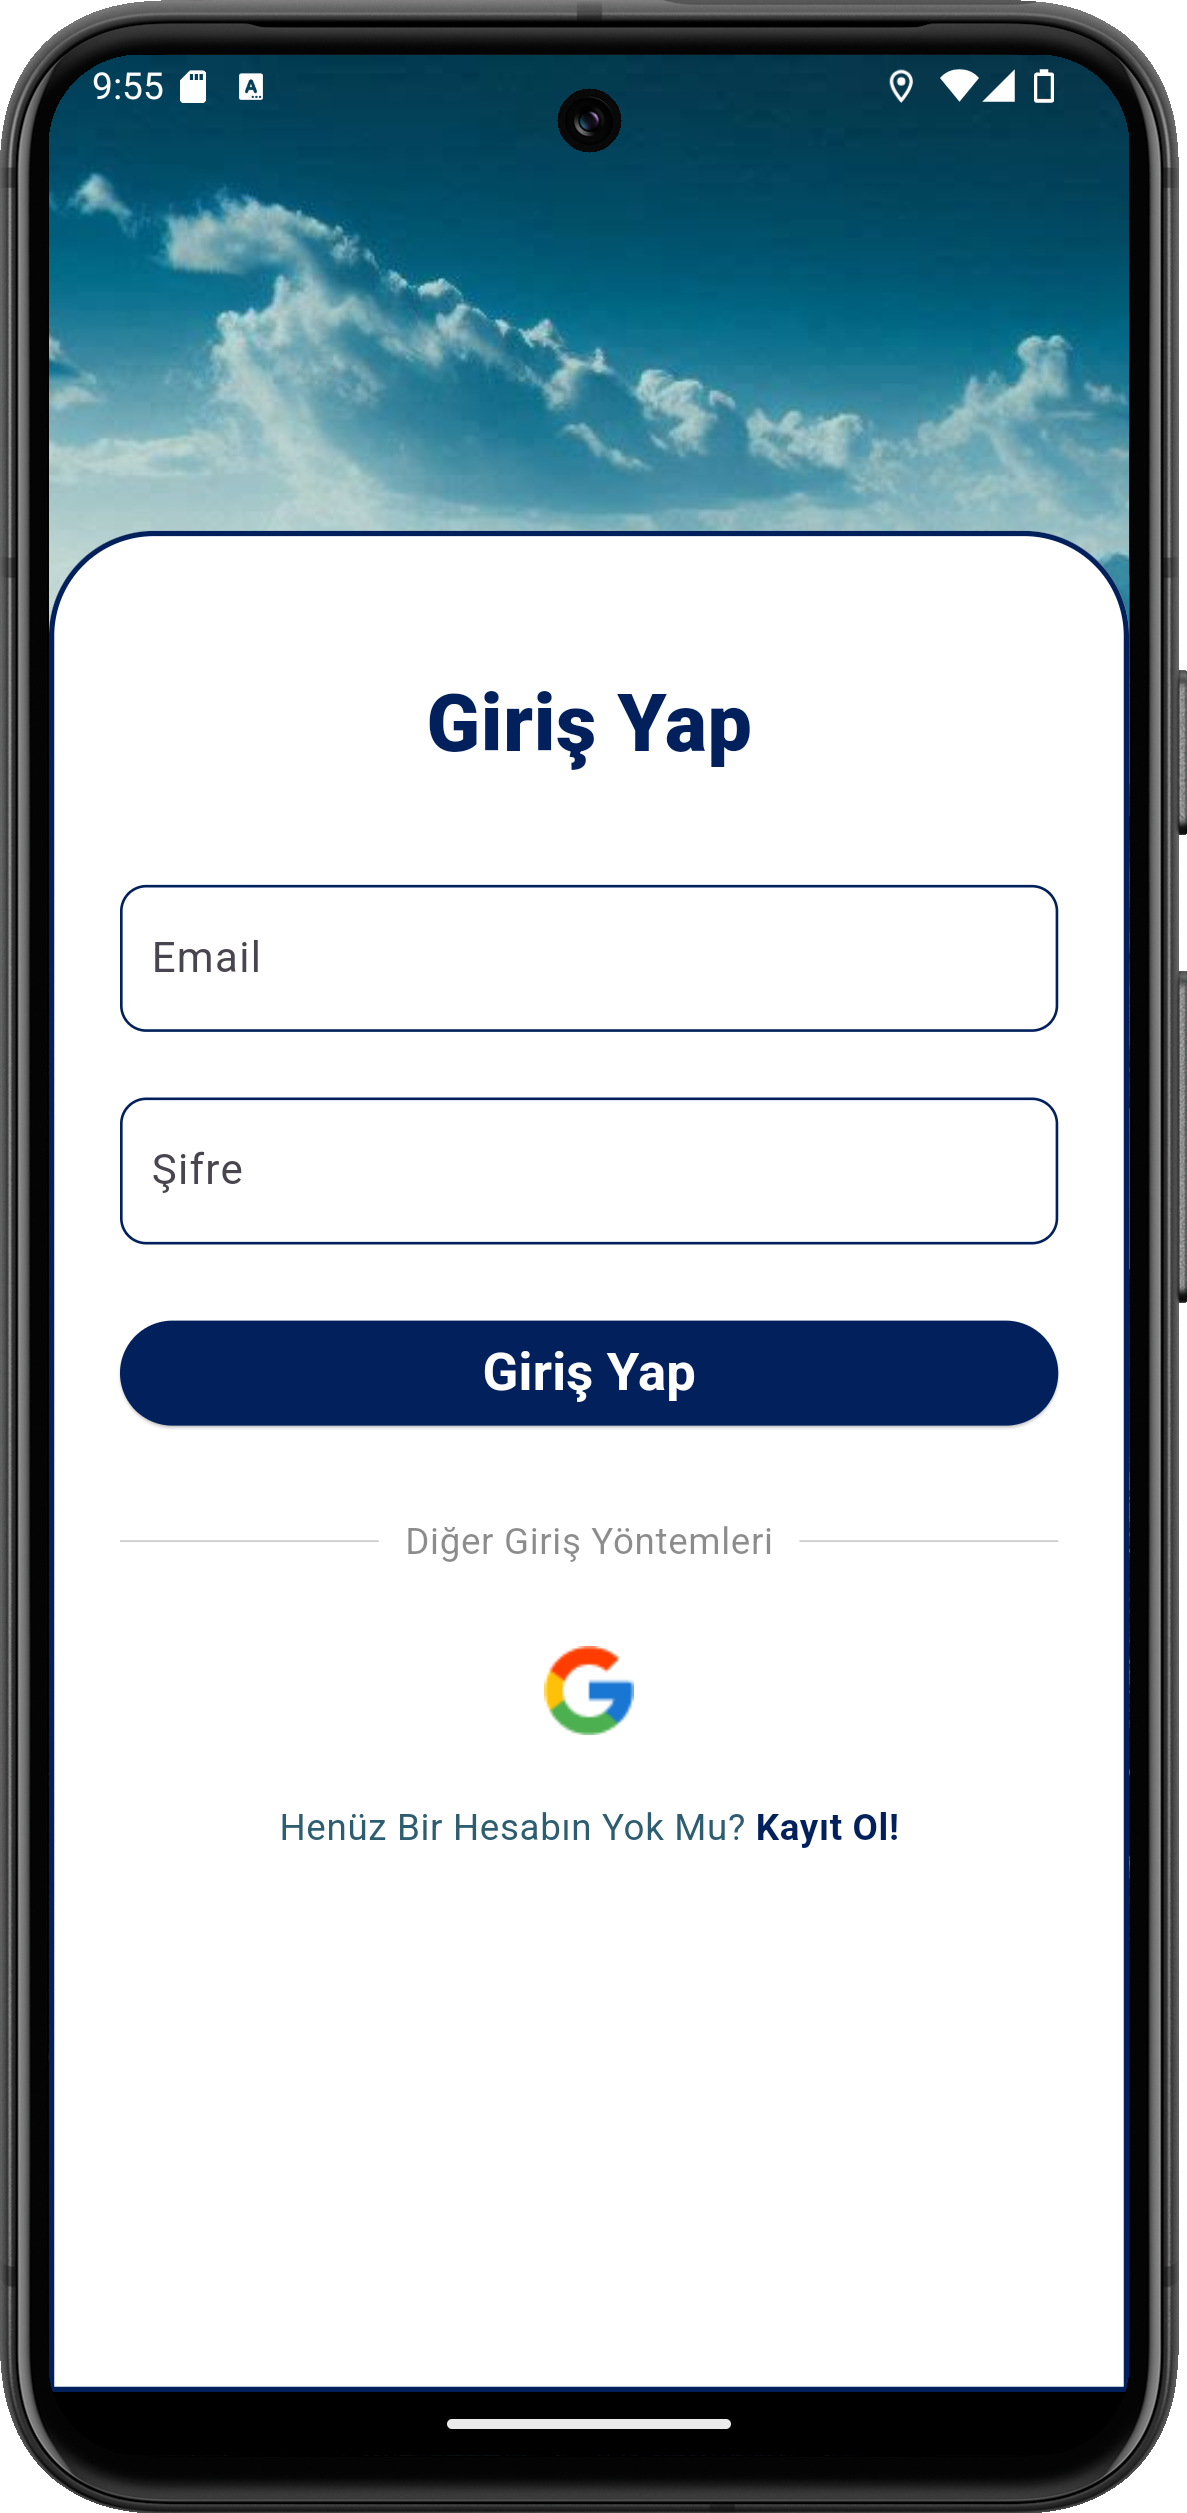 9:55
Giriş Yap
Email
Şifre
Giriş Yap
Diğer Giriş Yöntemleri
Henüz Bir Hesabın Yok Mu? Kayıt Ol!